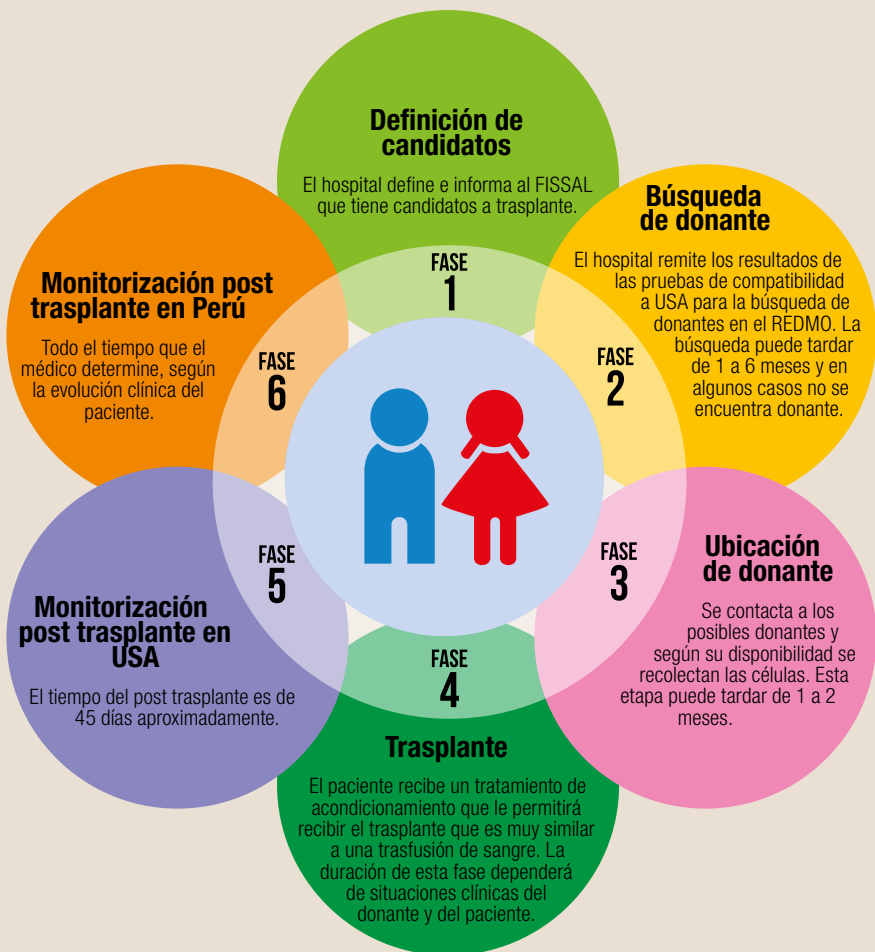 Definición de
candidatos
El hospital define e informa al FISSAL
que tiene candidatos a trasplante.
FASE
1
Búsqueda
de donante
El hospital remite los resultados de
las pruebas de compatibilidad
a USA para la búsqueda de
donantes en el REDMO. La
búsqueda puede tardar
de 1 a 6 meses y en
algunos casos no se
encuentra donante.
FASE
2
Ubicación
de donante
Se contacta a los
posibles donantes y
según su disponibilidad se
recolectan las células. Esta
etapa puede tardar de 1 a 2
meses.
FASE
3
FASE
4
Trasplante
El paciente recibe un tratamiento de
acondicionamiento que le permitirá
recibir el trasplante que es muy similar
a una trasfusión de sangre. La
duración de esta fase dependerá
de situaciones clínicas del
donante y del paciente.
FASE
5
Monitorización
post trasplante en
USA
El tiempo del post trasplante es de
45 días aproximadamente.
Monitorización post
trasplante en Perú
Todo el tiempo que el
médico determine, según
la evolución clínica del
paciente.
FASE
6